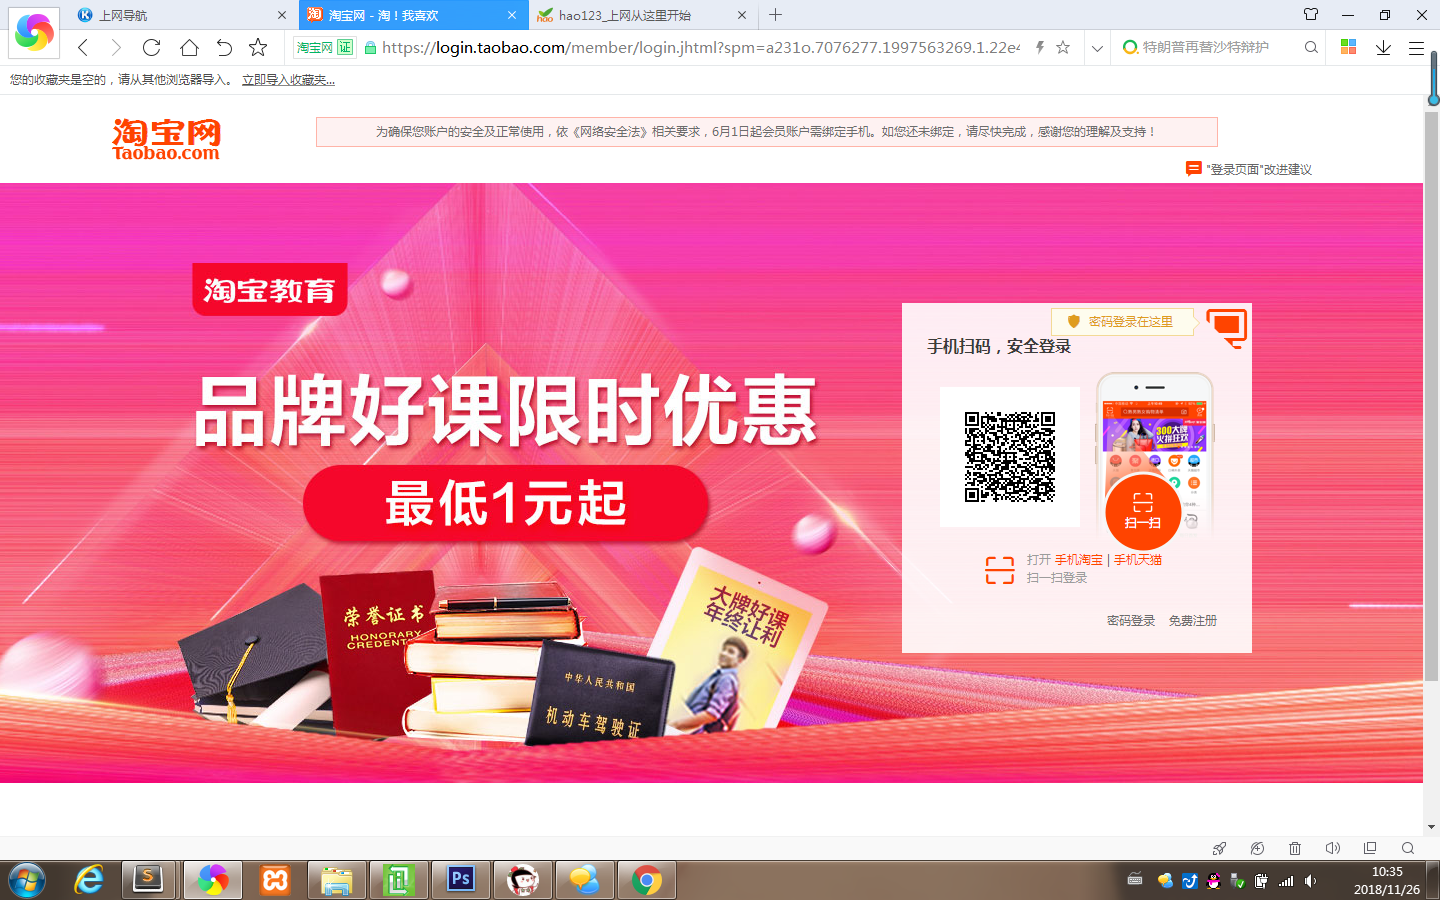 上网导航
淘宝网 - 淘！我喜欢
hao123_上网从这里开始
淘宝网 证
https://login.taobao.com/member/login.jhtml?spm=a231o.7076277.1997563269.1.22e4
特朗普再替沙特辩护
您的收藏夹是空的，请从其他浏览器导入。 立即导入收藏夹...
淘宝网
Taobao.com
为确保您账户的安全及正常使用，依《网络安全法》相关要求，6月1日起会员账户需绑定手机。如您还未绑定，请尽快完成，感谢您的理解及支持！
"登录页面"改进建议
淘宝教育
品牌好课限时优惠
最低1元起
密码登录在这里
手机扫码，安全登录
300大牌
火拼狂欢
扫一扫
打开 手机淘宝 | 手机天猫
扫一扫登录
密码登录 免费注册
荣誉证书
HONORARY
CREDENT
中华人民共和国
机动车驾驶证
大牌好课
年终让利
10:35
2018/11/26